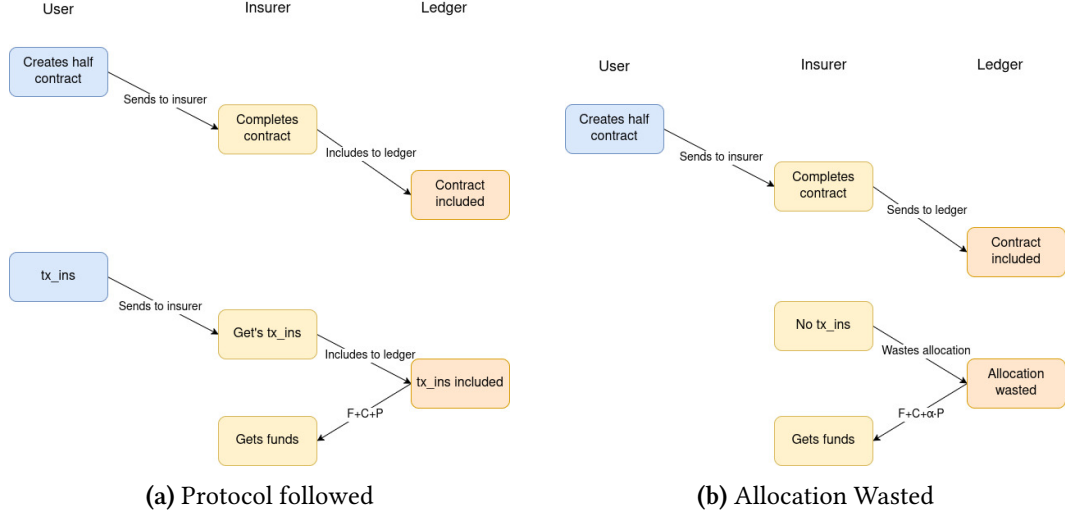 User Insurer Ledger
Creates half
contract
Sends to insurer
Completes
contract
Includes to ledger
Contract
included
tx_ins
Sends to insurer
Get's tx_ins
Includes to ledger
tx_ins included
F+C+P
Gets funds
(a) Protocol followed
User Insurer Ledger
Creates half
contract
Sends to insurer
Completes
contract
Sends to ledger
Contract
included
No tx_ins
Wastes allocation
Allocation
wasted
F+C+α·P
Gets funds
(b) Allocation Wasted